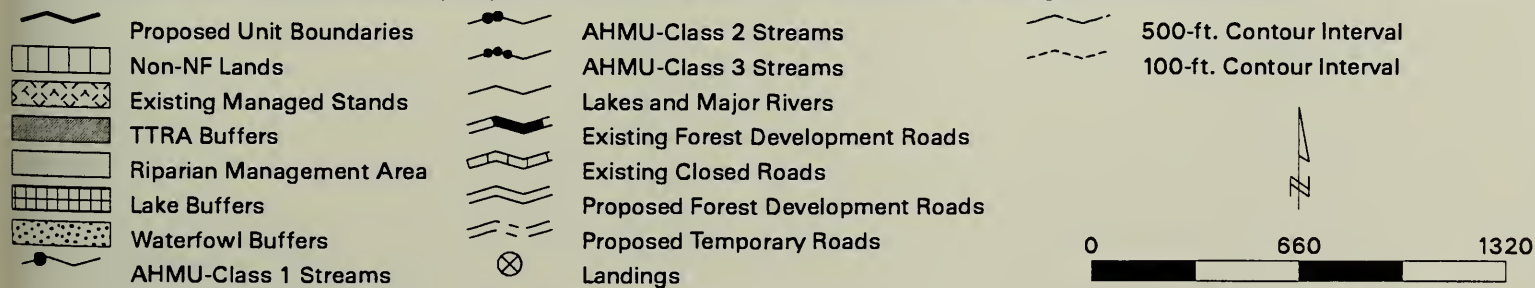 Proposed Unit Boundaries
Non-NF Lands
Existing Managed Stands
TTRA Buffers
Riparian Management Area
Lake Buffers
Waterfowl Buffers
AHMU-Class 1 Streams
AHMU-Class 2 Streams
AHMU-Class 3 Streams
Lakes and Major Rivers
Existing Forest Development Roads
Existing Closed Roads
Proposed Forest Development Roads
Proposed Temporary Roads
Landings
500-ft. Contour Interval
100-ft. Contour Interval
N
0 660 1320